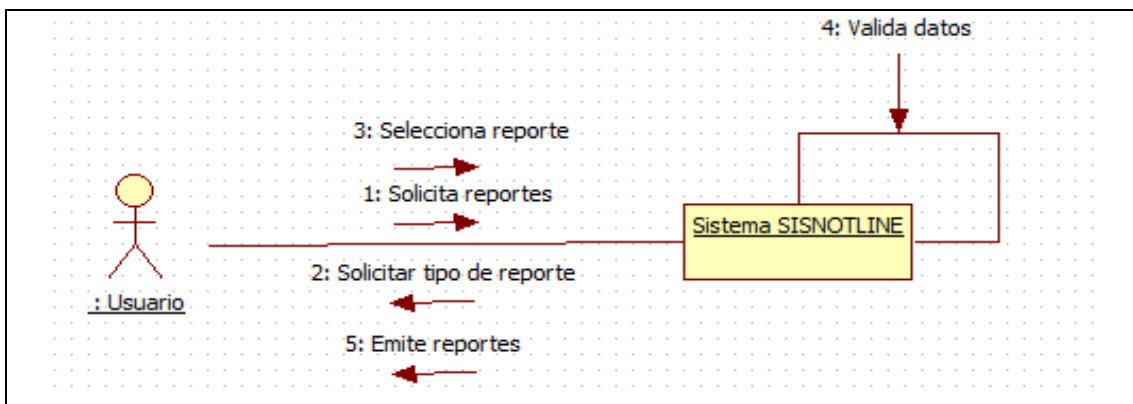 4: Valida datos
3: Selecciona reporte
1: Solicita reportes
Sistema SISNOTLINE
2: Solicitar tipo de reporte
: Usuario
5: Emite reportes